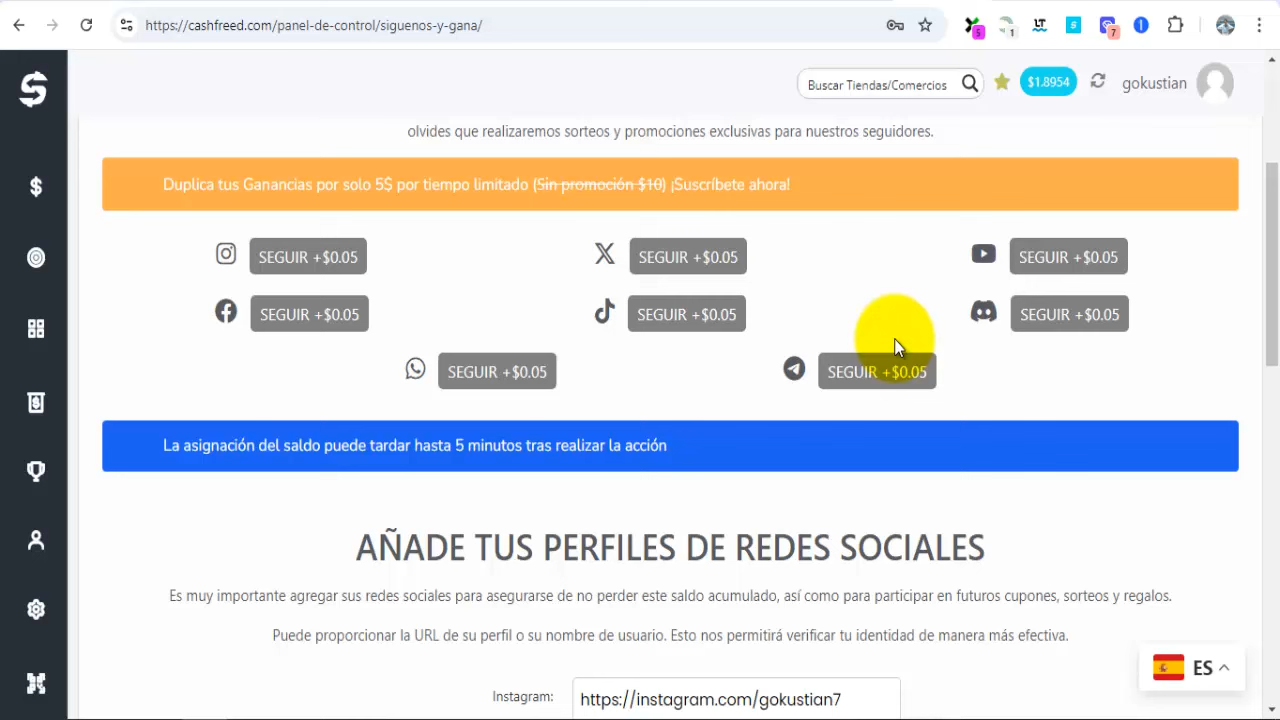 https://cashfreed.com/panel-de-control/siguenos-y-gana/
5
1
LT
S
7
Buscar Tiendas/Comercios
$1.8954
gokustian
olvides que realizaremos sorteos y promociones exclusivas para nuestros seguidores.
Duplica tus Ganancias por solo 5$ por tiempo limitado (Sin promoción $10) ¡Suscríbete ahora!
SEGUIR +$0.05
SEGUIR +$0.05
SEGUIR +$0.05
SEGUIR +$0.05
SEGUIR +$0.05
SEGUIR +$0.05
SEGUIR +$0.05
SEGUIR +$0.05
La asignación del saldo puede tardar hasta 5 minutos tras realizar la acción
AÑADE TUS PERFILES DE REDES SOCIALES
Es muy importante agregar sus redes sociales para asegurarse de no perder este saldo acumulado, así como para participar en futuros cupones, sorteos y regalos.
Puede proporcionar la URL de su perfil o su nombre de usuario. Esto nos permitirá verificar tu identidad de manera más efectiva.
ES
Instagram:
https://instagram.com/gokustian7